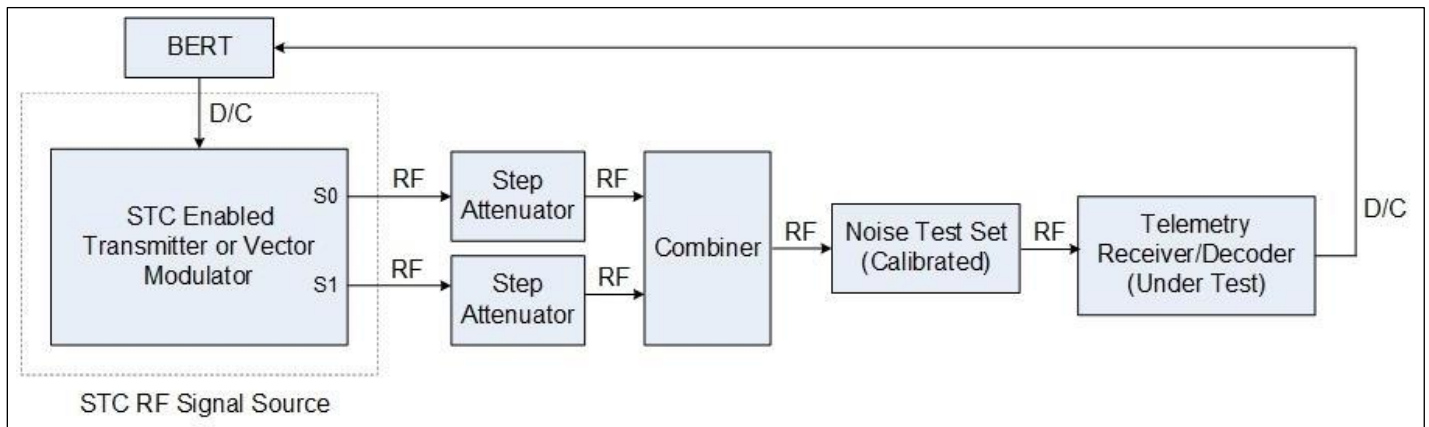 BERT
D/C
STC Enabled
Transmitter or Vector
Modulator
S0
S1
RF
RF
Step
Attenuator
Step
Attenuator
RF
RF
Combiner
RF
Noise Test Set
(Calibrated)
RF
Telemetry
Receiver/Decoder
(Under Test)
D/C
STC RF Signal Source